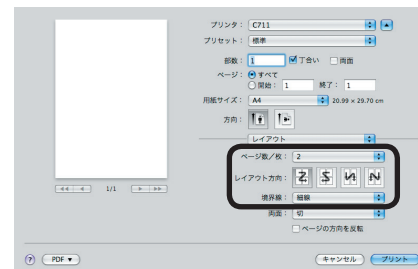 プリンタ： C711
プリセット： 標準
部数： 1 丁合い 両面
ページ： すべて
開始： 1 終了： 1
用紙サイズ： A4 20.99 x 29.70 cm
方向：
レイアウト
ページ数／枚： 2
レイアウト方向：
境界線： 細線
両面： 切
ページの方向を反転
1/1
? PDF ▼ キャンセル プリント